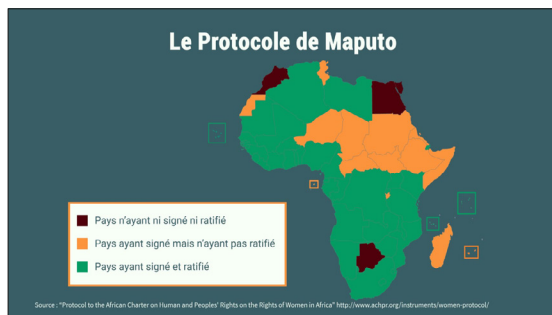 Le Protocole de Maputo
Pays n'ayant ni signé ni ratifié
Pays ayant signé mais n'ayant pas ratifié
Pays ayant signé et ratifié
Source : "Protocol to the African Charter on Human and Peoples' Rights on the Rights of Women in Africa" http://www.achpr.org/instruments/women-protocol/